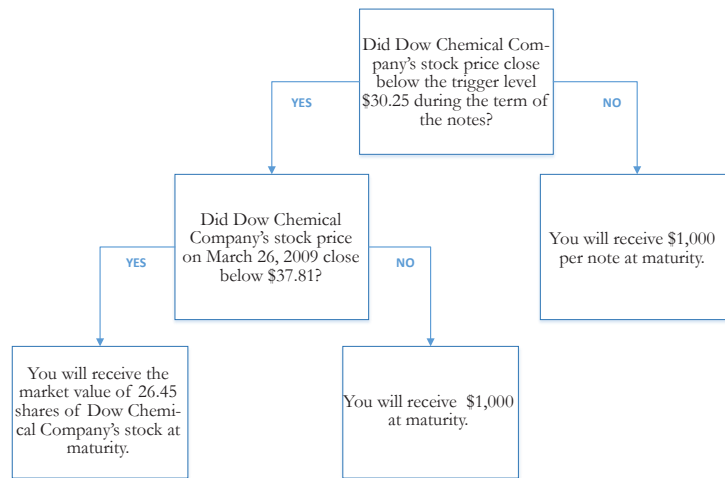 Did Dow Chemical Com-
pany's stock price close
below the trigger level
$30.25 during the term of
the notes?
YES
NO
Did Dow Chemical
Company's stock price
on March 26, 2009 close
below $37.81?
You will receive $1,000
per note at maturity.
YES
NO
You will receive the
market value of 26.45
shares of Dow Chemi-
cal Company's stock at
maturity.
You will receive $1,000
at maturity.